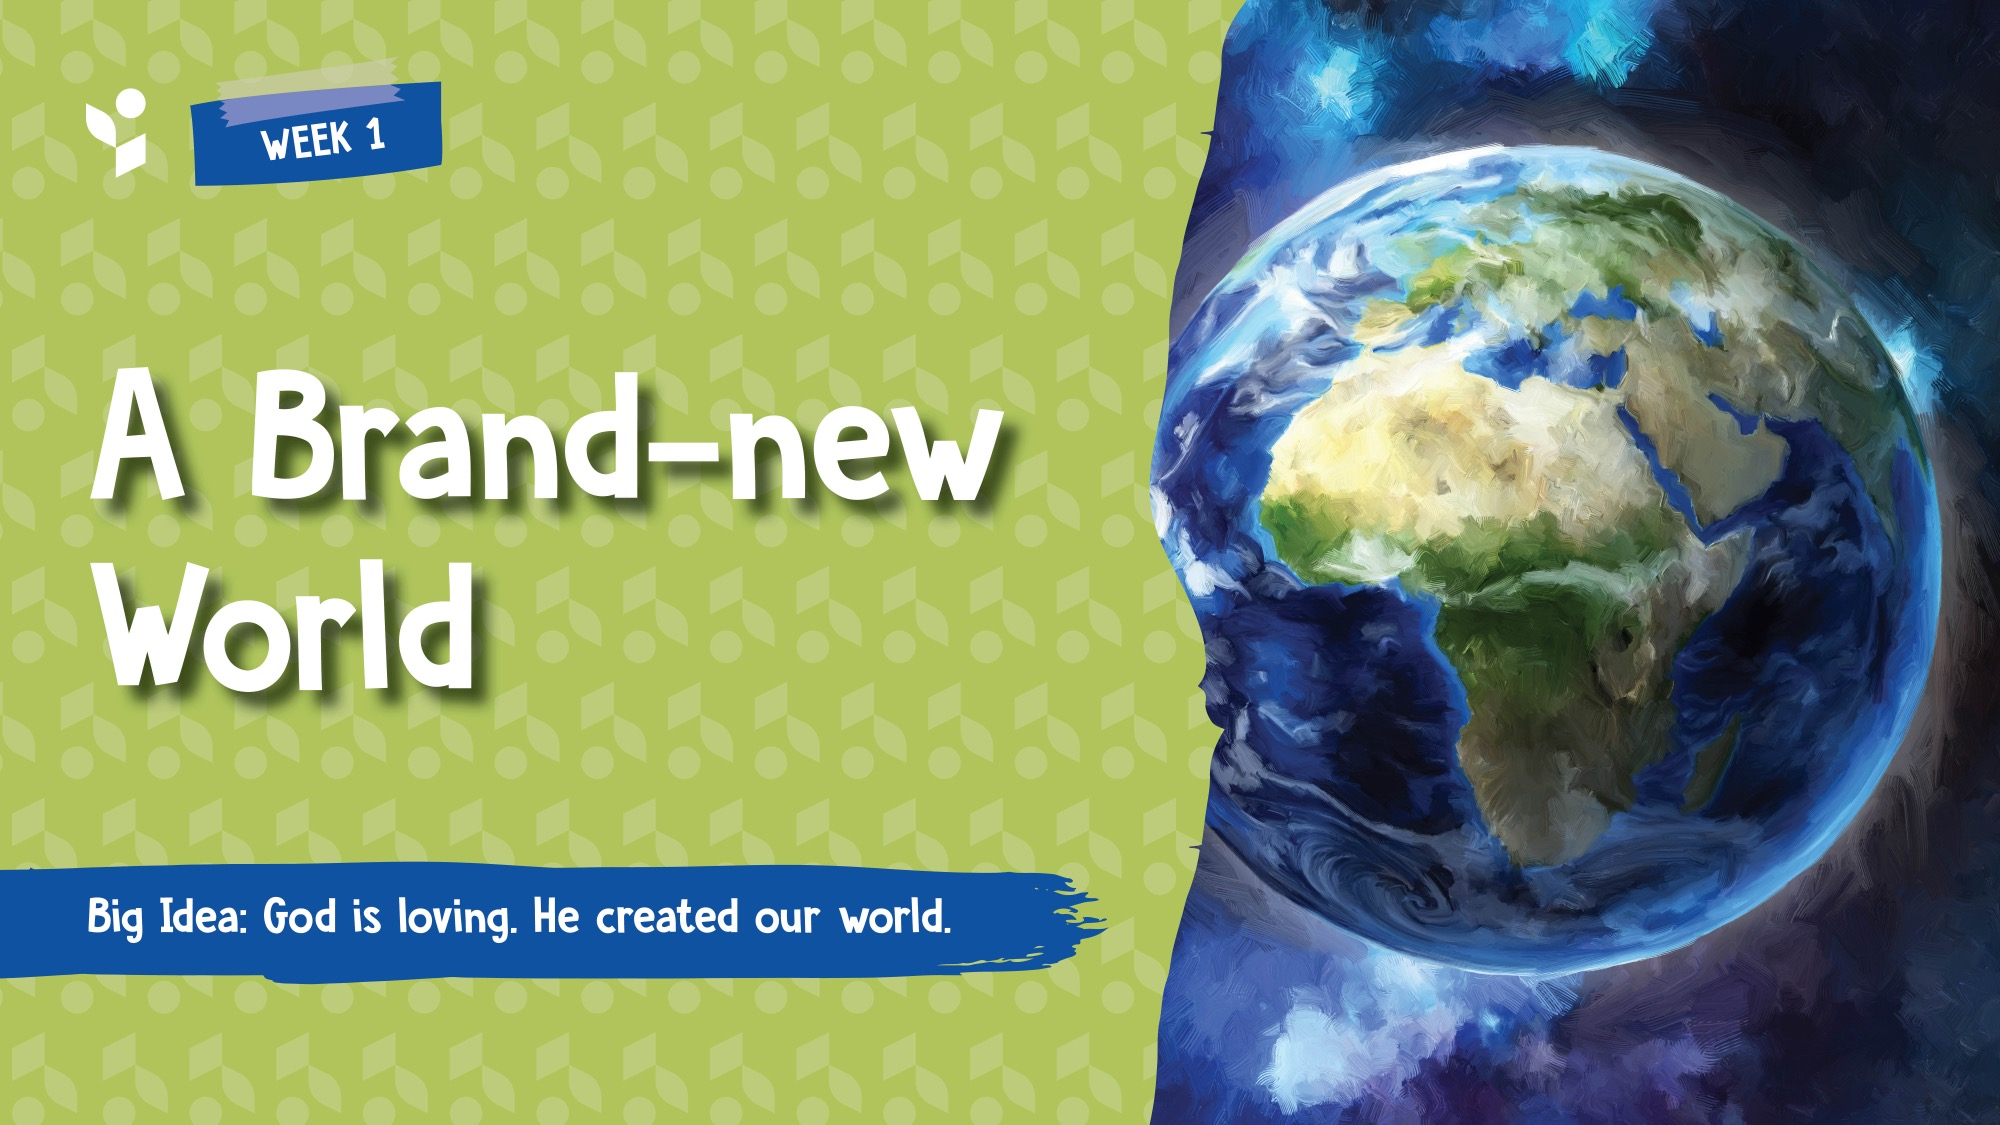 WEEK 1
A Brand-new
World
Big Idea: God is loving. He created our world.